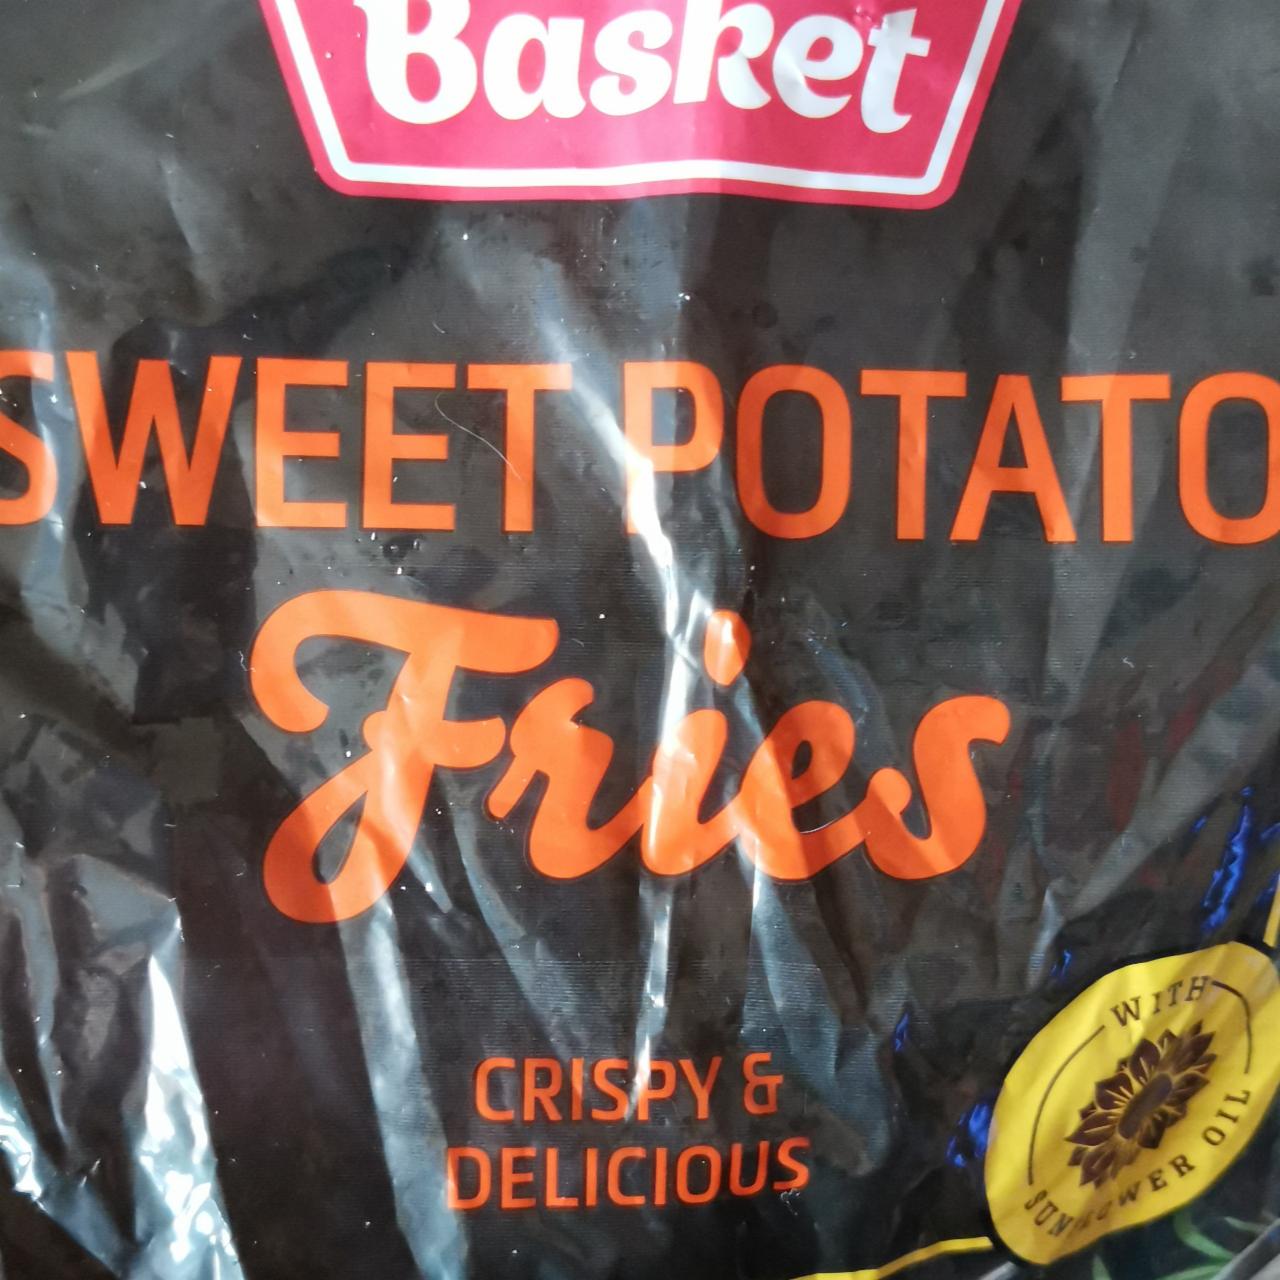 Basket
SWEET POTATO
Fries
CRISPY &
DELICIOUS
WITH
SUNFLOWER OIL